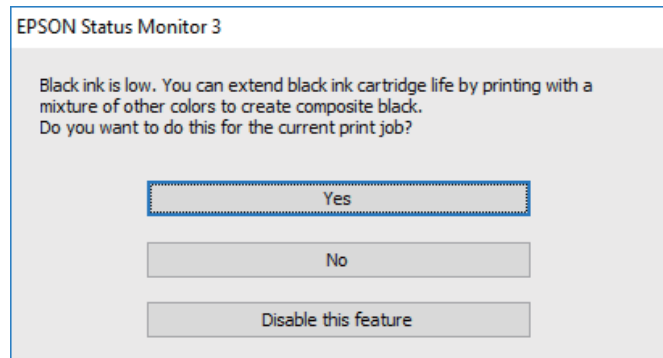 EPSON Status Monitor 3
Black ink is low. You can extend black ink cartridge life by printing with a
mixture of other colors to create composite black.
Do you want to do this for the current print job?
Yes
No
Disable this feature